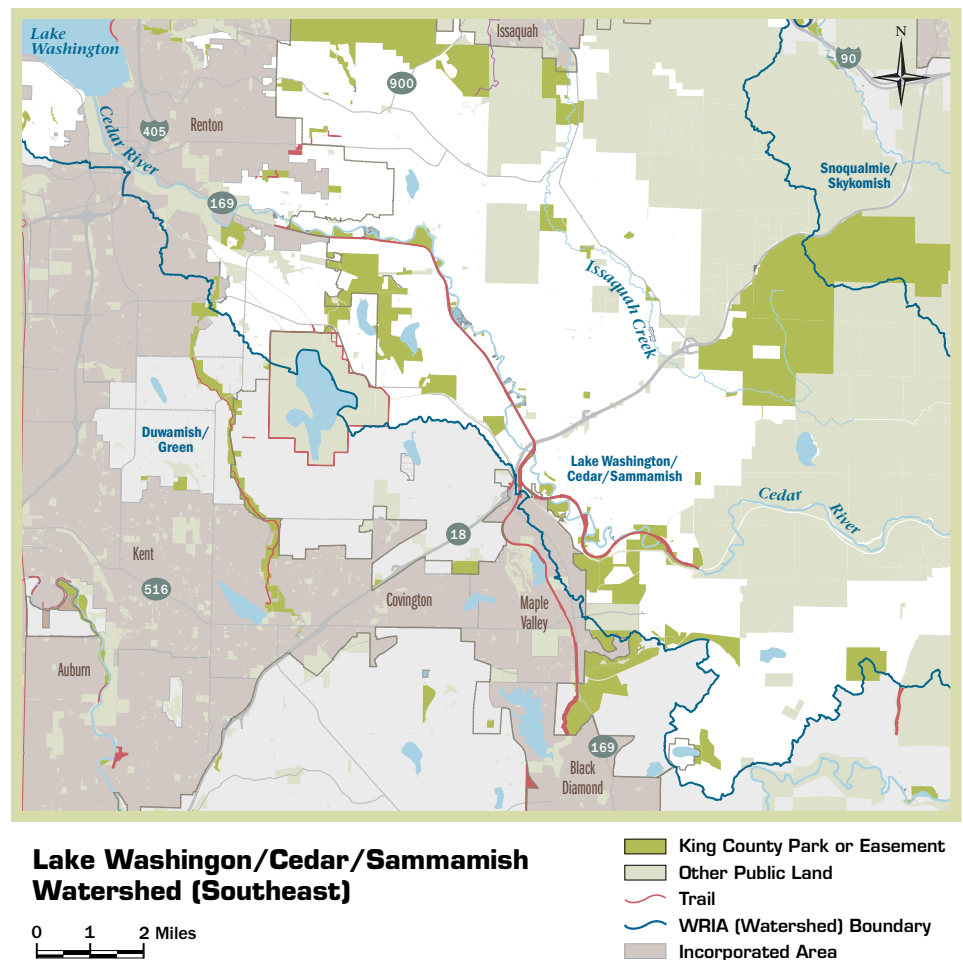 Lake
Washington
Issaquah
N
90
900
405
Renton
Cedar River
Snoqualmie/
Skykomish
169
Issaquah Creek
Duwamish/
Green
Lake Washington/
Cedar/Sammamish
Cedar
River
18
Kent
516
Covington
Maple
Valley
Auburn
169
Black
Diamond
Lake Washingon/Cedar/Sammamish
Watershed (Southeast)
0 1 2 Miles
King County Park or Easement
Other Public Land
Trail
WRIA (Watershed) Boundary
Incorporated Area